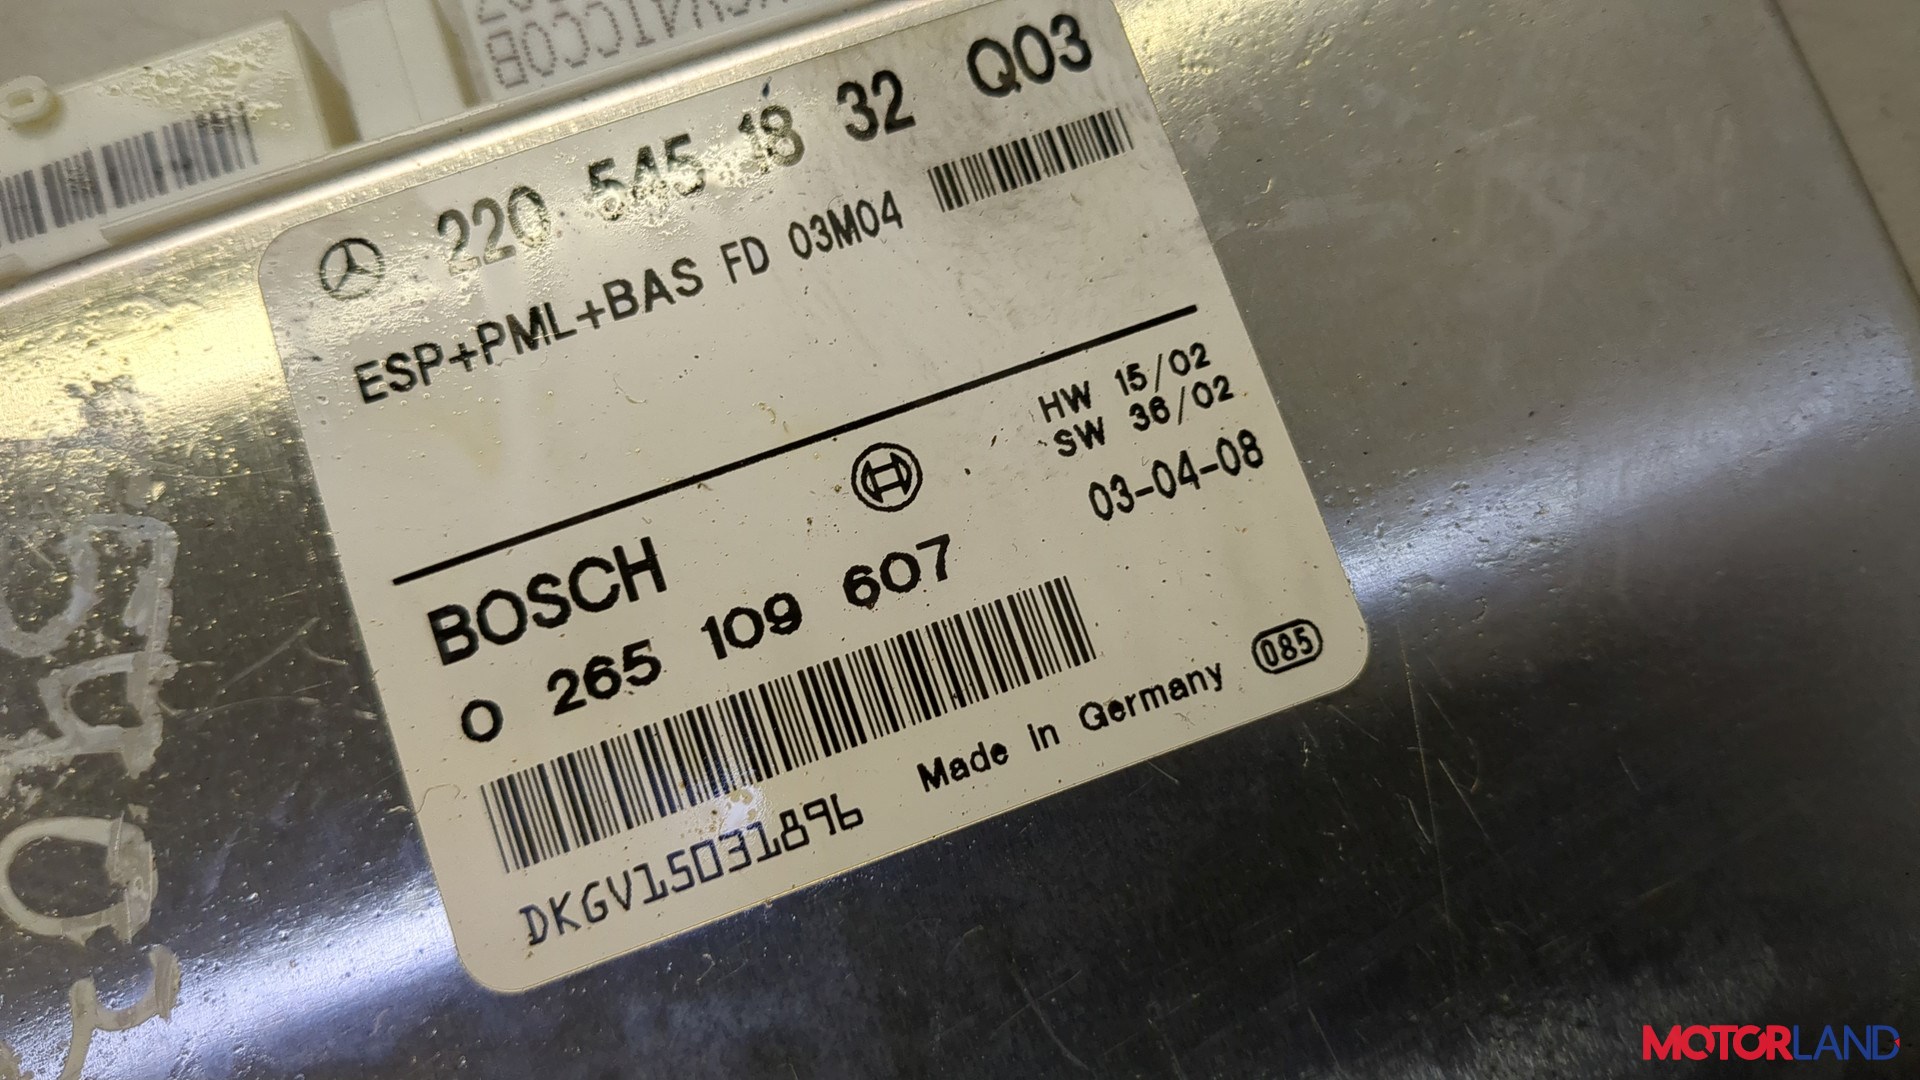 220 545 18 32 Q03
ESP+PML+BAS FD 03M04
HW 15/02
SW 36/02
03-04-08
BOSCH
0 265 109 607
Made in Germany
085
DKGV15031896
MOTORLAND